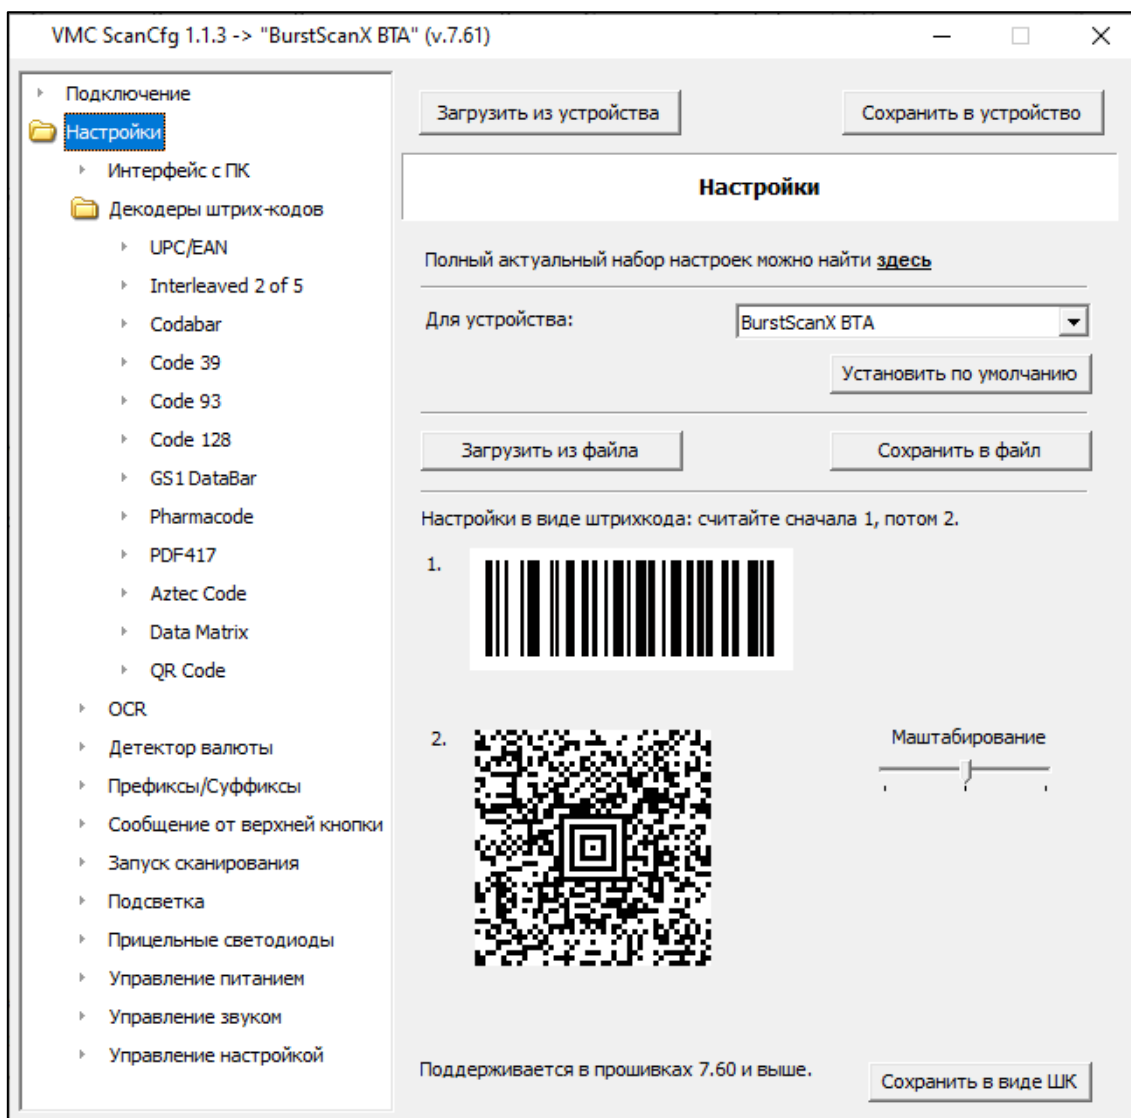 VMC ScanCfg 1.1.3 -> "BurstScanX BTA" (v.7.61)
Подключение
Настройки
Интерфейс с ПК
Декодеры штрих-кодов
UPC/EAN
Interleaved 2 of 5
Codabar
Code 39
Code 93
Code 128
GS1 DataBar
Pharmacode
PDF417
Aztec Code
Data Matrix
QR Code
OCR
Детектор валюты
Префиксы/Суффиксы
Сообщение от верхней кнопки
Запуск сканирования
Подсветка
Прицельные светодиоды
Управление питанием
Управление звуком
Управление настройкой
Загрузить из устройства
Сохранить в устройство
Настройки
Полный актуальный набор настроек можно найти здесь
Для устройства:
BurstScanX BTA
Установить по умолчанию
Загрузить из файла
Сохранить в файл
Настройки в виде штрихкода: считайте сначала 1, потом 2.
1.
2.
Маштабирование
Поддерживается в прошивках 7.60 и выше.
Сохранить в виде ШК